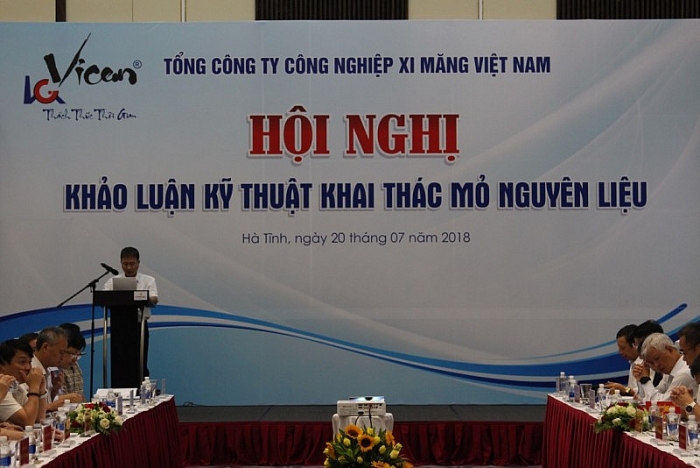 Vicem®
Thách Thức Thời Gian
TỔNG CÔNG TY CÔNG NGHIỆP XI MĂNG VIỆT NAM
HỘI NGHỊ
KHẢO LUẬN KỸ THUẬT KHAI THÁC MỎ NGUYÊN LIỆU
Hà Tĩnh, ngày 20 tháng 07 năm 2018